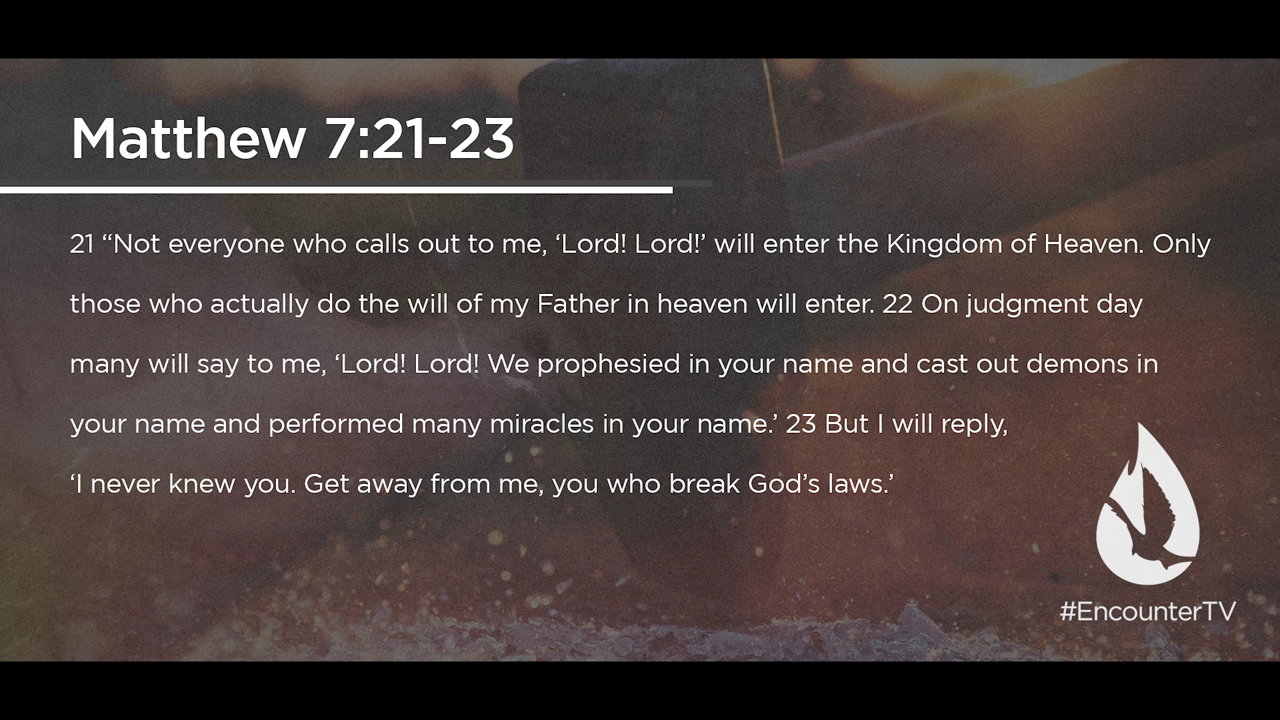 Matthew 7:21-23
21 “Not everyone who calls out to me, ‘Lord! Lord!’ will enter the Kingdom of Heaven. Only
those who actually do the will of my Father in heaven will enter. 22 On judgment day
many will say to me, ‘Lord! Lord! We prophesied in your name and cast out demons in
your name and performed many miracles in your name.’ 23 But I will reply,
‘I never knew you. Get away from me, you who break God’s laws.’
#EncounterTV